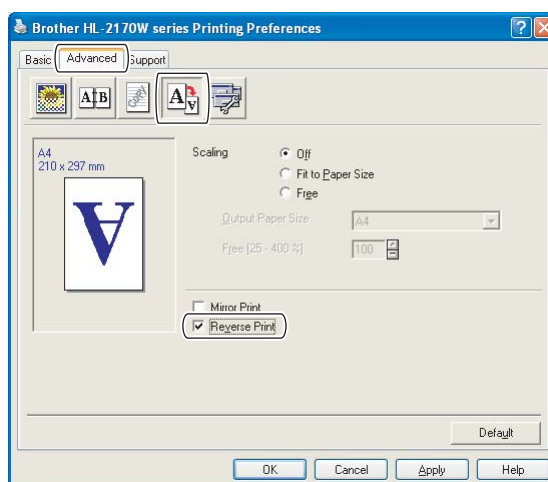 Brother HL-2170W series Printing Preferences
Basic Advanced Support
A B A A
A4
210 x 297 mm
A
Scaling Off
Fit to Paper Size
Free
Output Paper Size A4
Free [25 - 400 %] 100
Mirror Print
Reverse Print
Default
OK Cancel Apply Help